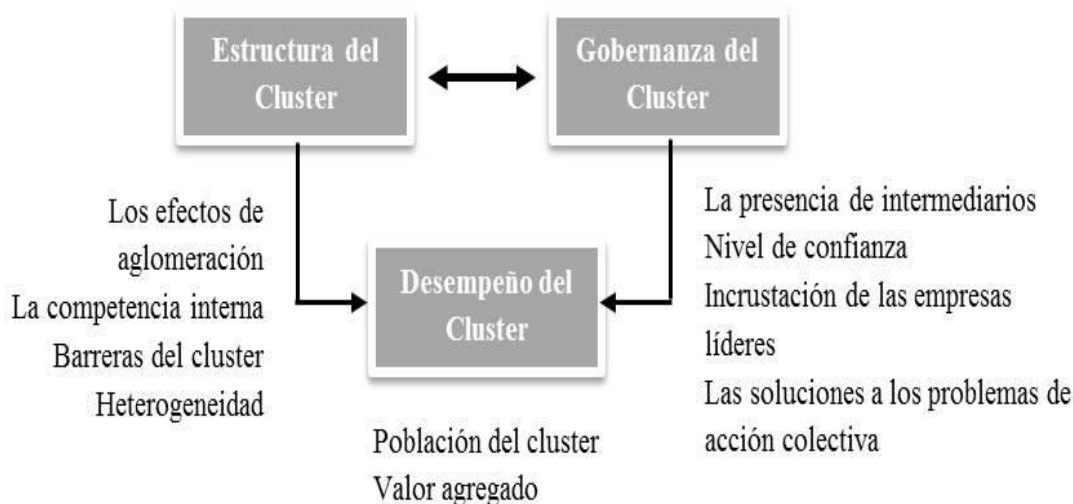 Estructura del
Cluster
Gobernanza del
Cluster
Los efectos de
aglomeración
La competencia interna
Barreras del cluster
Heterogeneidad
Desempeño del
Cluster
La presencia de intermediarios
Nivel de confianza
Incrustación de las empresas
líderes
Las soluciones a los problemas de
acción colectiva
Población del cluster
Valor agregado